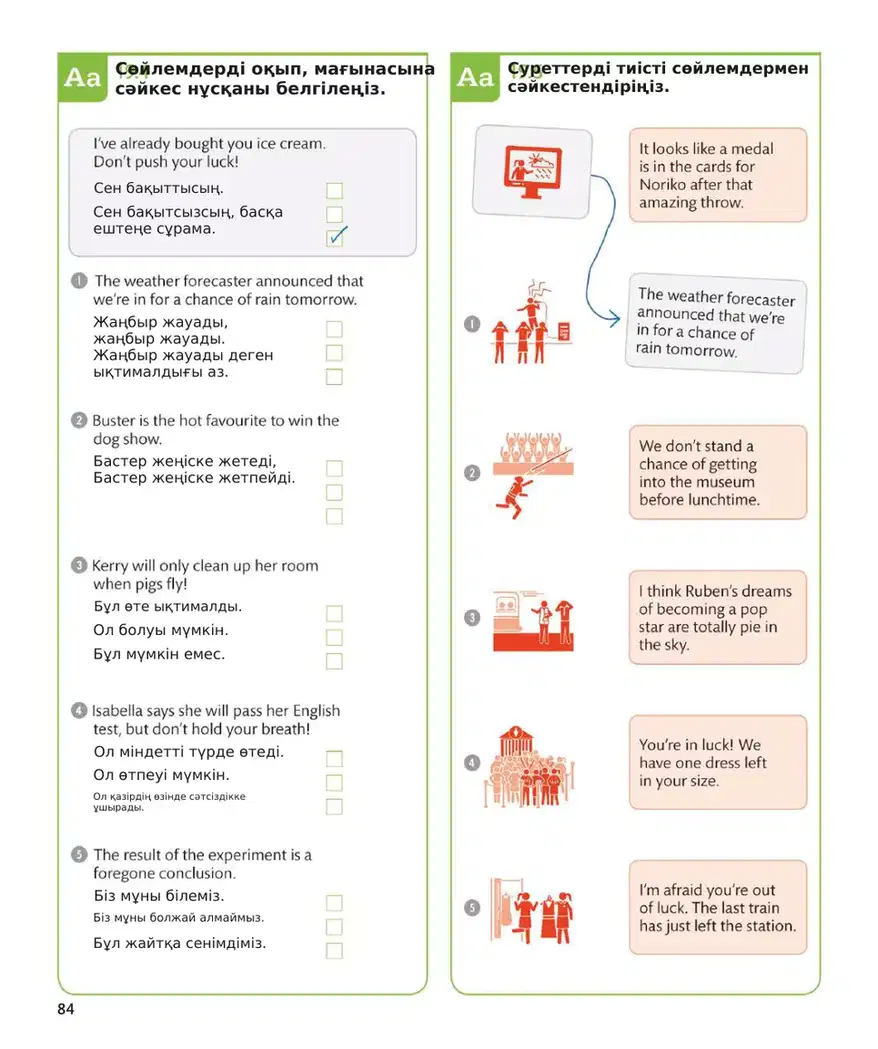 Aa
Сөйлемдерді оқып, мағынасына
сәйкес нұсқаны белгілеңіз.
I've already bought you ice cream.
Don't push your luck!
Сен бақыттысың.
Сен бақытсызсың, басқа
ештеңе сұрама.
1 The weather forecaster announced that
we're in for a chance of rain tomorrow.
Жаңбыр жауады,
жаңбыр жауады.
Жаңбыр жауады деген
ықтималдығы аз.
2 Buster is the hot favourite to win the
dog show.
Бастер жеңіске жетеді,
Бастер жеңіске жетпейді.
3 Kerry will only clean up her room
when pigs fly!
Бұл өте ықтималды.
Ол болуы мүмкін.
Бұл мүмкін емес.
4 Isabella says she will pass her English
test, but don't hold your breath!
Ол міндетті түрде өтеді.
Ол өтпеуі мүмкін.
Ол қазірдің өзінде сәтсіздікке
ұшырады.
5 The result of the experiment is a
foregone conclusion.
Біз мұны білеміз.
Біз мұны болжай алмаймыз.
Бұл жайтқа сенімдіміз.
Aa
Суреттерді тиісті сөйлемдермен
сәйкестендіріңіз.
It looks like a medal
is in the cards for
Noriko after that
amazing throw.
1
The weather forecaster
announced that we're
in for a chance of
rain tomorrow.
2
We don't stand a
chance of getting
into the museum
before lunchtime.
3
I think Ruben's dreams
of becoming a pop
star are totally pie in
the sky.
4
You're in luck! We
have one dress left
in your size.
5
I'm afraid you're out
of luck. The last train
has just left the station.
84